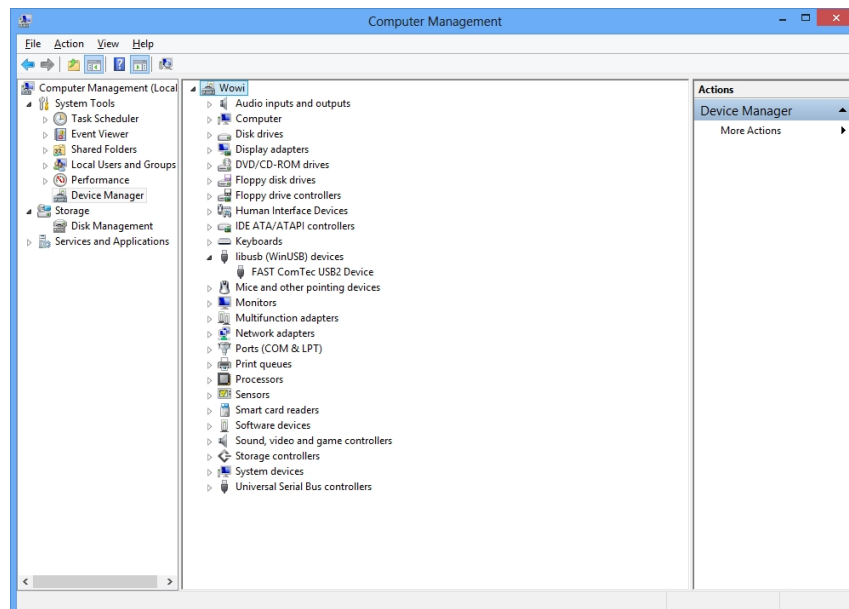 Computer Management
File Action View Help
Computer Management (Local
System Tools
Task Scheduler
Event Viewer
Shared Folders
Local Users and Groups
Performance
Device Manager
Storage
Disk Management
Services and Applications
Wowi
Audio inputs and outputs
Computer
Disk drives
Display adapters
DVD/CD-ROM drives
Floppy disk drives
Floppy drive controllers
Human Interface Devices
IDE ATA/ATAPI controllers
Keyboards
libusb (WinUSB) devices
FAST ComTec USB2 Device
Mice and other pointing devices
Monitors
Multifunction adapters
Network adapters
Ports (COM & LPT)
Print queues
Processors
Sensors
Smart card readers
Software devices
Sound, video and game controllers
Storage controllers
System devices
Universal Serial Bus controllers
Actions
Device Manager
More Actions